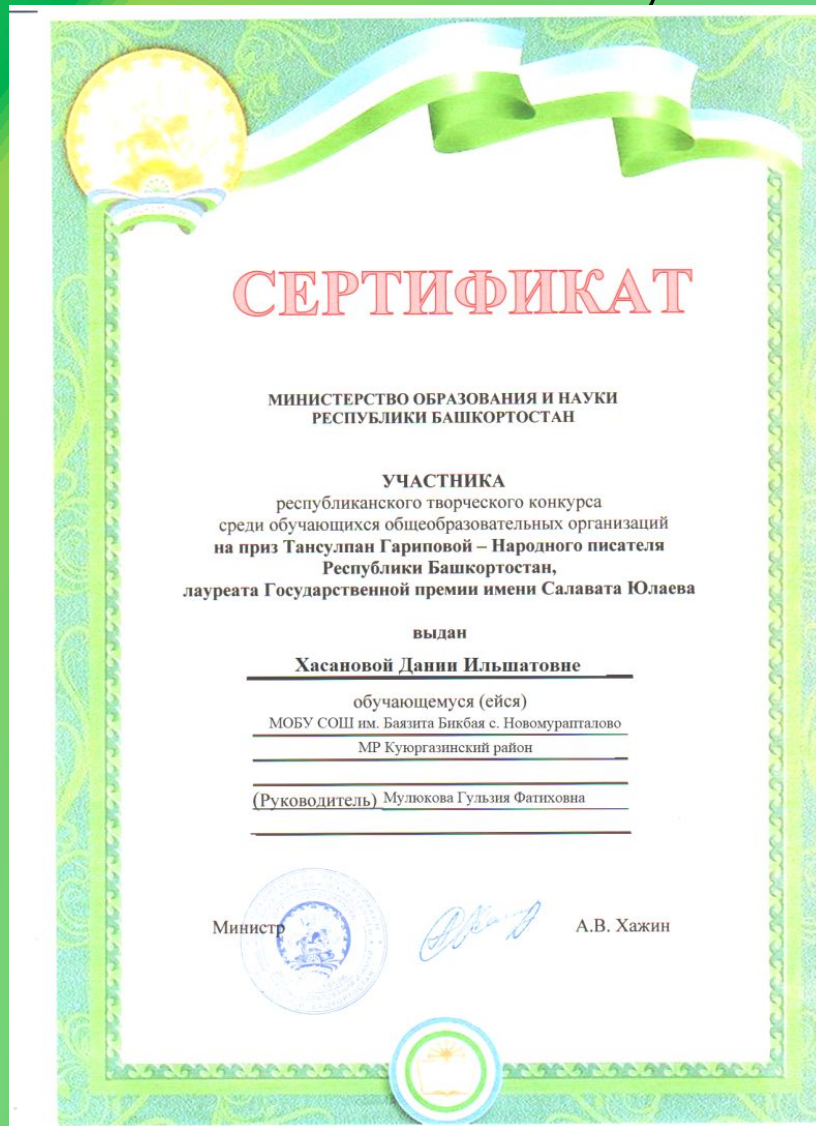 СЕРТИФИКАТ
МИНИСТЕРСТВО ОБРАЗОВАНИЯ И НАУКИ
РЕСПУБЛИКИ БАШКОРТОСТАН
УЧАСТНИКА
республиканского творческого конкурса
среди обучающихся общеобразовательных организаций
на приз Тансулпан Гариповой – Народного писателя
Республики Башкортостан,
лауреата Государственной премии имени Салавата Юлаева
выдан
Хасановой Дании Ильшатовне
обучающемуся (ейся)
МОБУ СОШ им. Баязита Бикбая с. Новомурапталово
МР Куюргазинский район
(Руководитель) Мулюкова Гульзия Фатиховна
Министр А.В. Хажин